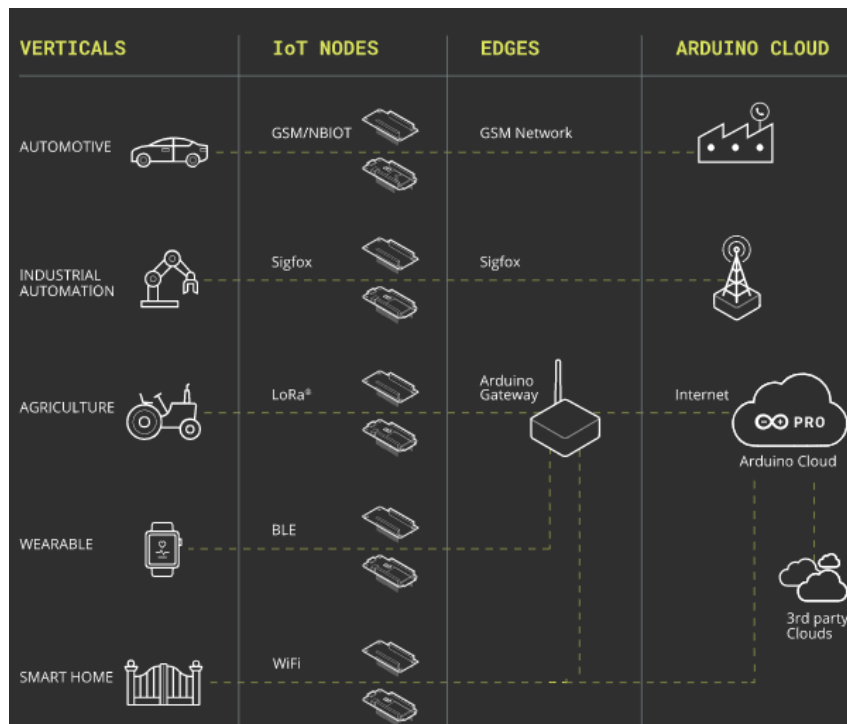 VERTICALS
IoT NODES
EDGES
ARDUINO CLOUD
AUTOMOTIVE
GSM/NBIOT
GSM Network
INDUSTRIAL
AUTOMATION
Sigfox
Sigfox
AGRICULTURE
LoRa®
Arduino
Gateway
Internet
PRO
Arduino Cloud
WEARABLE
BLE
3rd party
Clouds
SMART HOME
WiFi